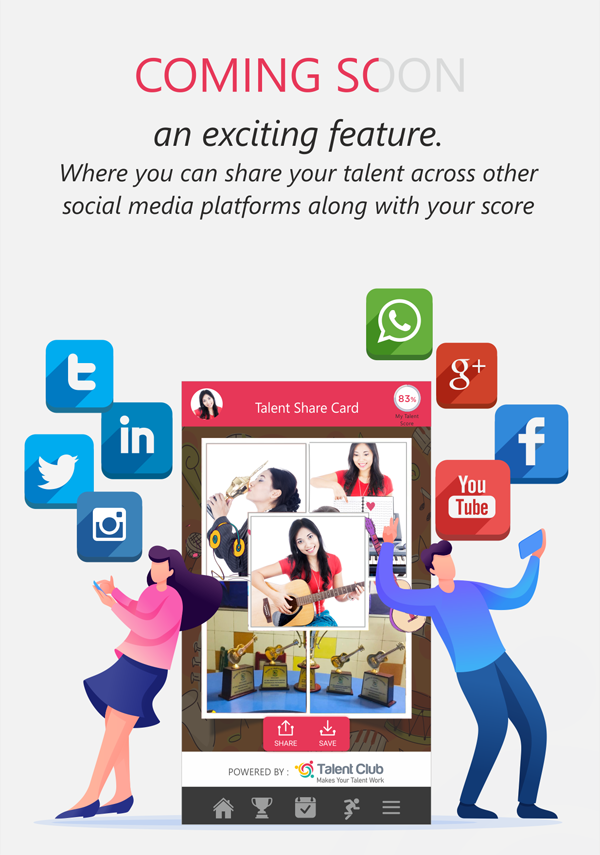 COMING SOON
an exciting feature.
Where you can share your talent across other
social media platforms along with your score
t
in
g+
f
You
Tube
Talent Share Card
83%
My Talent
Score
SHARE
SAVE
POWERED BY :
Talent Club
Makes Your Talent Work